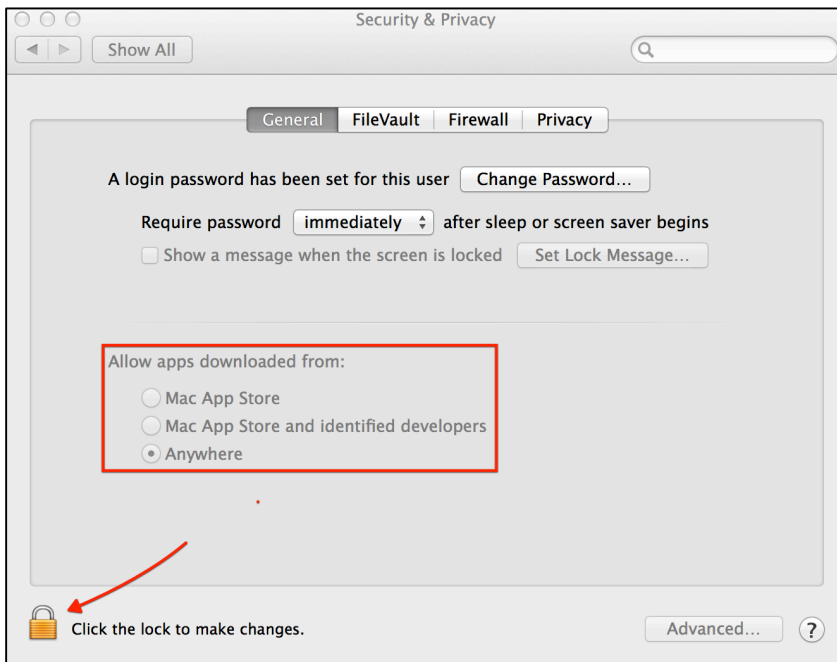 Security & Privacy
Show All
General FileVault Firewall Privacy
A login password has been set for this user Change Password...
Require password immediately after sleep or screen saver begins
Show a message when the screen is locked Set Lock Message...
Allow apps downloaded from:
Mac App Store
Mac App Store and identified developers
Anywhere
Click the lock to make changes. Advanced... ?